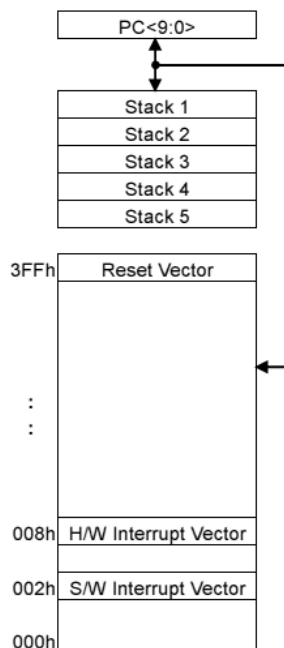 PC<9:0>
Stack 1
Stack 2
Stack 3
Stack 4
Stack 5
3FFh Reset Vector
:
:
008h H/W Interrupt Vector
002h S/W Interrupt Vector
000h